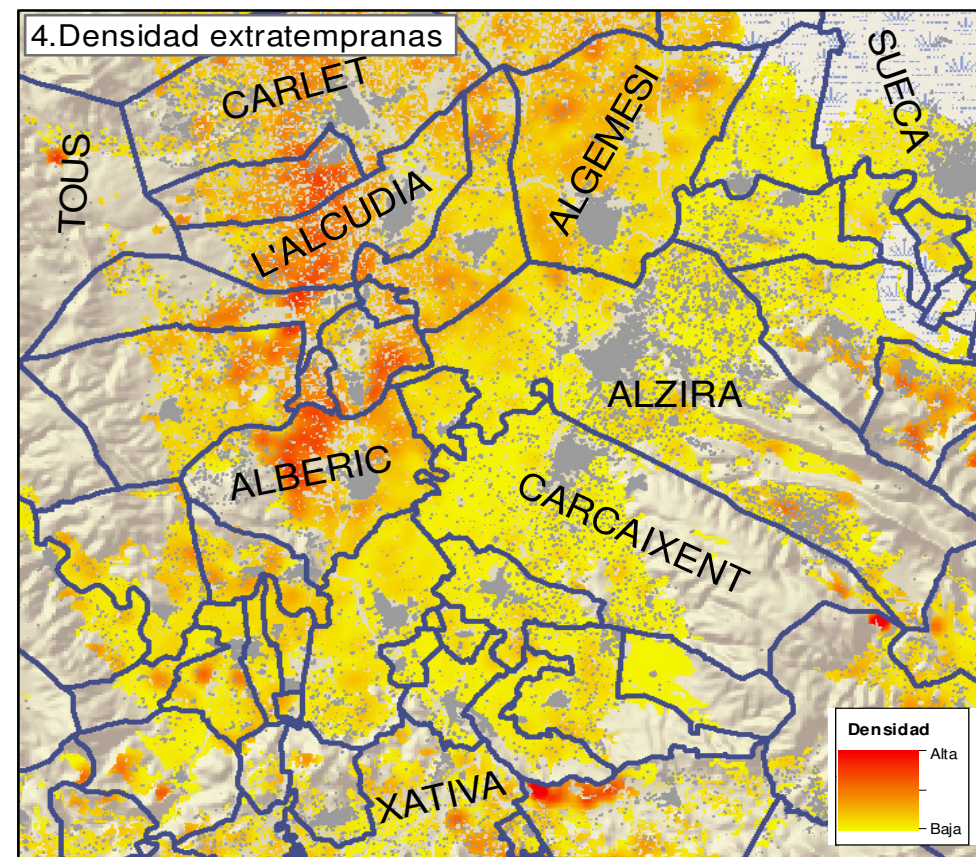 4.Densidad extratempranas
CARLET
SUECA
ALGEMESI
TOUS
L'ALCUDIA
ALZIRA
ALBERIC
CARCAIXENT
XATIVA
Densidad
Alta
Baja